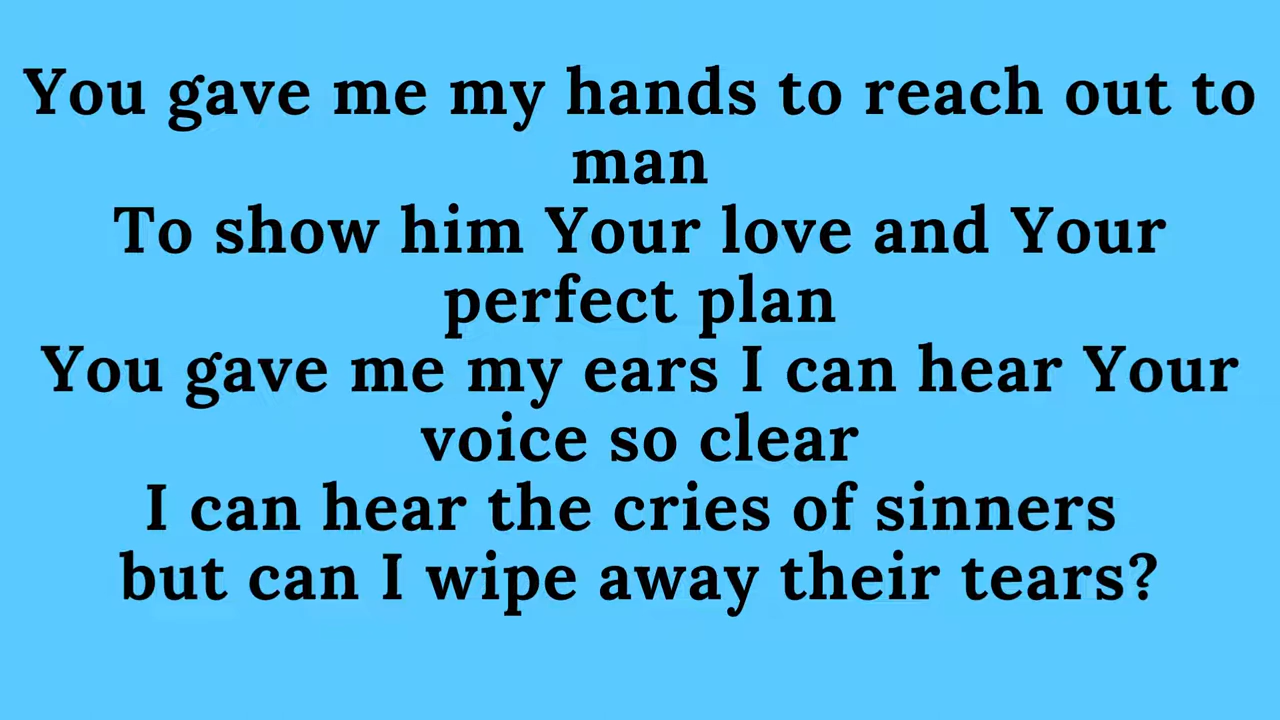 You gave me my hands to reach out to
man
To show him Your love and Your
perfect plan
You gave me my ears I can hear Your
voice so clear
I can hear the cries of sinners
but can I wipe away their tears?